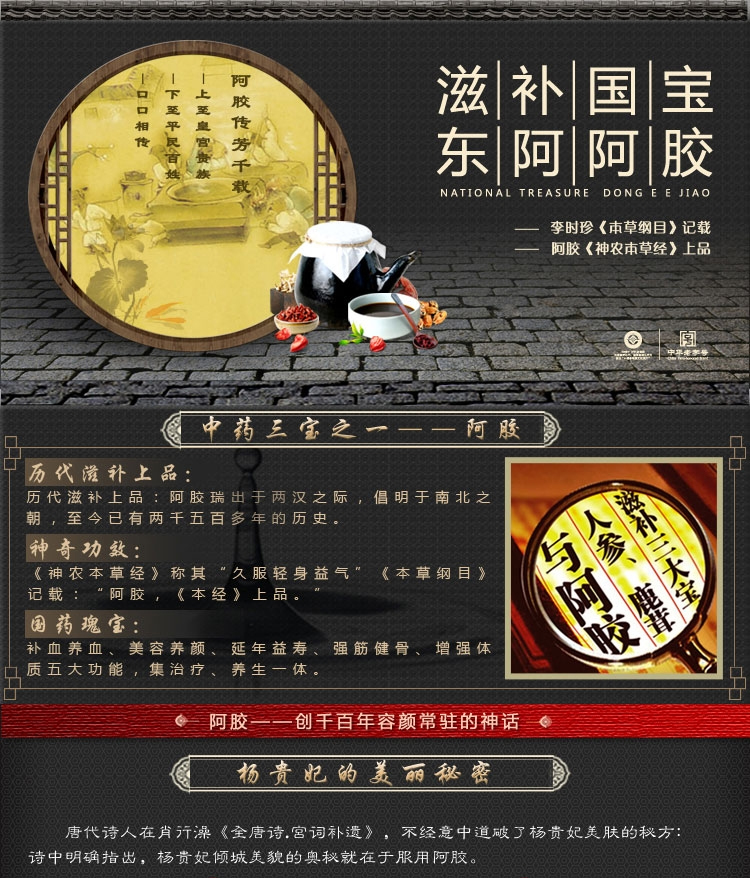 阿胶传芳千载
—上至皇宫贵族
—下至平民百姓
—口口相传
滋补国宝
东阿阿胶
NATIONAL TREASURE DONG E E JIAO
—— 李时珍《本草纲目》记载
—— 阿胶《神农本草经》上品
中华老字号
中药三宝之一——阿胶
历代滋补上品：
历代滋补上品：阿胶瑞出于两汉之际，倡明于南北之
朝，至今已有两千五百多年的历史。
神奇功效：
《神农本草经》称其“久服轻身益气”《本草纲目》
记载：“阿胶，《本经》上品。”
国药瑰宝：
补血养血、美容养颜、延年益寿、强筋健骨、增强体
质五大功能，集治疗、养生一体。
滋补三大宝
人参、鹿茸
与阿胶
阿胶——创千百年容颜常驻的神话
杨贵妃的美丽秘密
唐代诗人在肖行澡《全唐诗.宫词补遗》，不经意中道破了杨贵妃美肤的秘方：
诗中明确指出，杨贵妃倾城美貌的奥秘就在于服用阿胶。